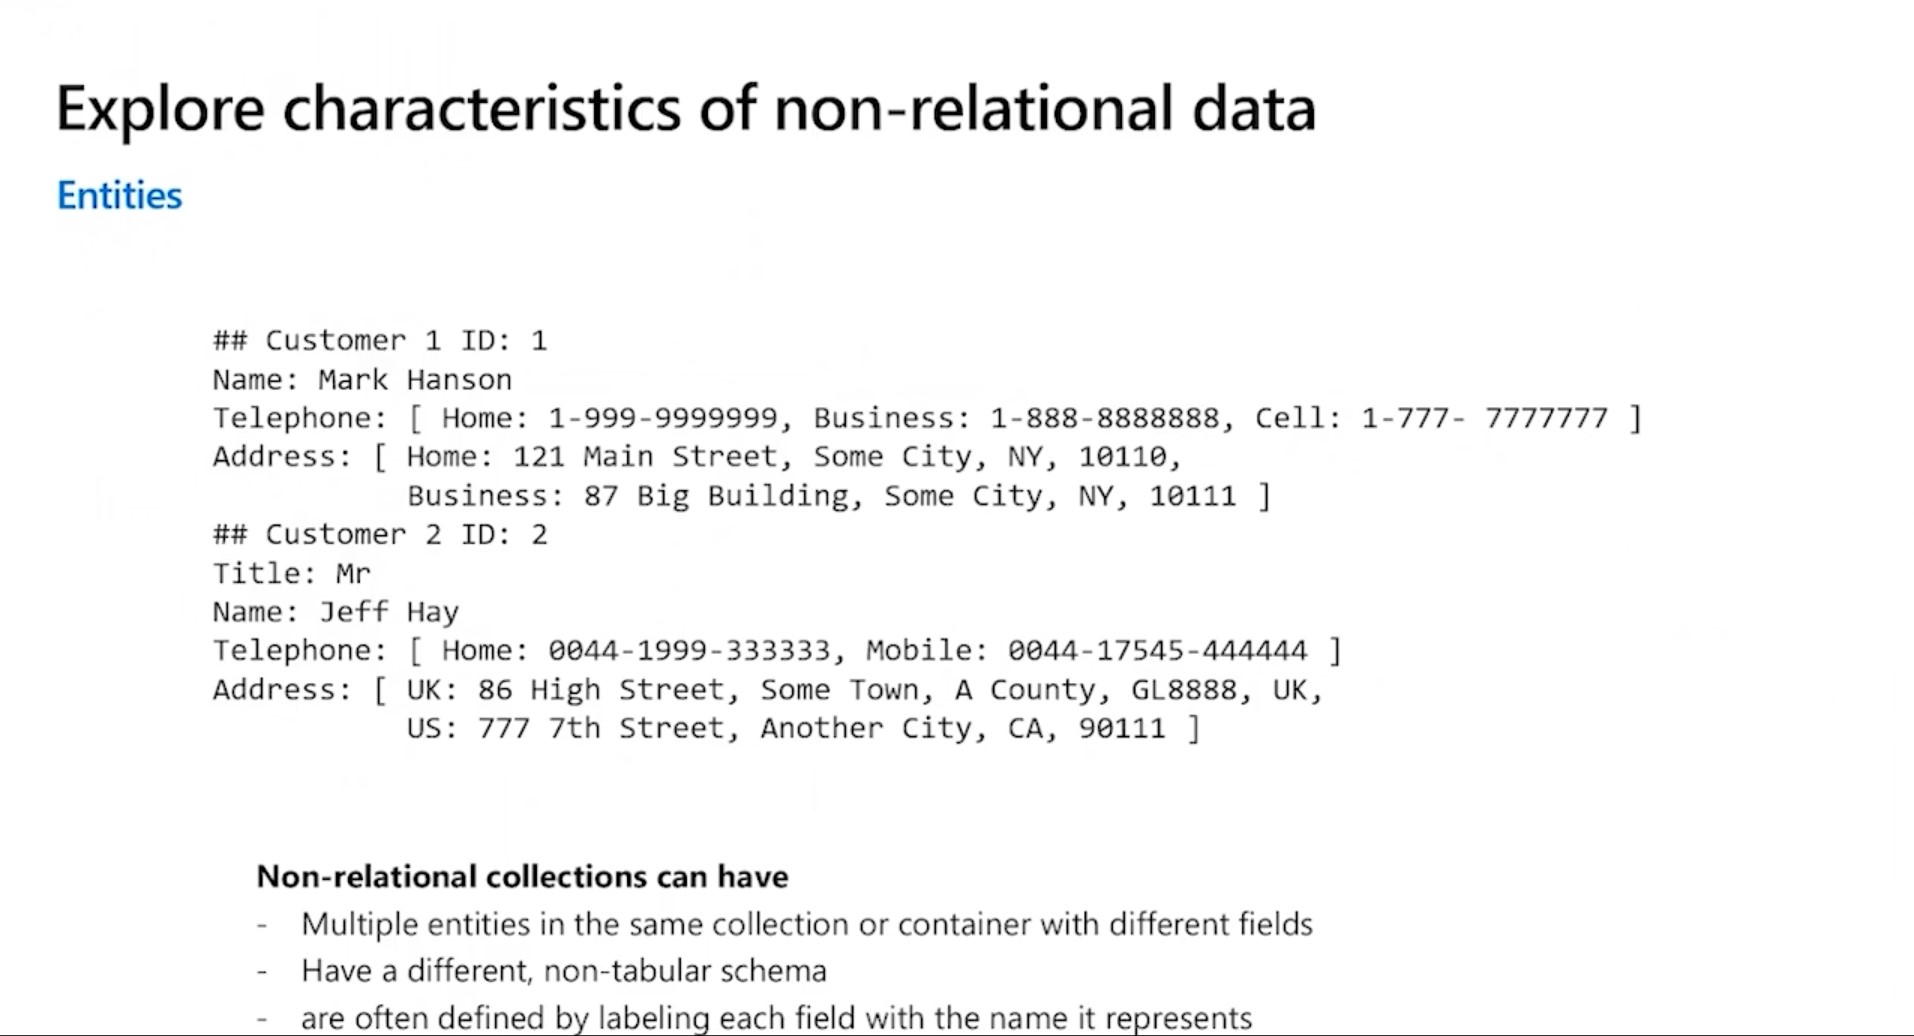 Explore characteristics of non-relational data
Entities
## Customer 1 ID: 1
Name: Mark Hanson
Telephone: [ Home: 1-999-9999999, Business: 1-888-8888888, Cell: 1-777- 7777777 ]
Address: [ Home: 121 Main Street, Some City, NY, 10110,
Business: 87 Big Building, Some City, NY, 10111 ]
## Customer 2 ID: 2
Title: Mr
Name: Jeff Hay
Telephone: [ Home: 0044-1999-333333, Mobile: 0044-17545-444444 ]
Address: [ UK: 86 High Street, Some Town, A County, GL8888, UK,
US: 777 7th Street, Another City, CA, 90111 ]
Non-relational collections can have
- Multiple entities in the same collection or container with different fields
- Have a different, non-tabular schema
- are often defined by labeling each field with the name it represents